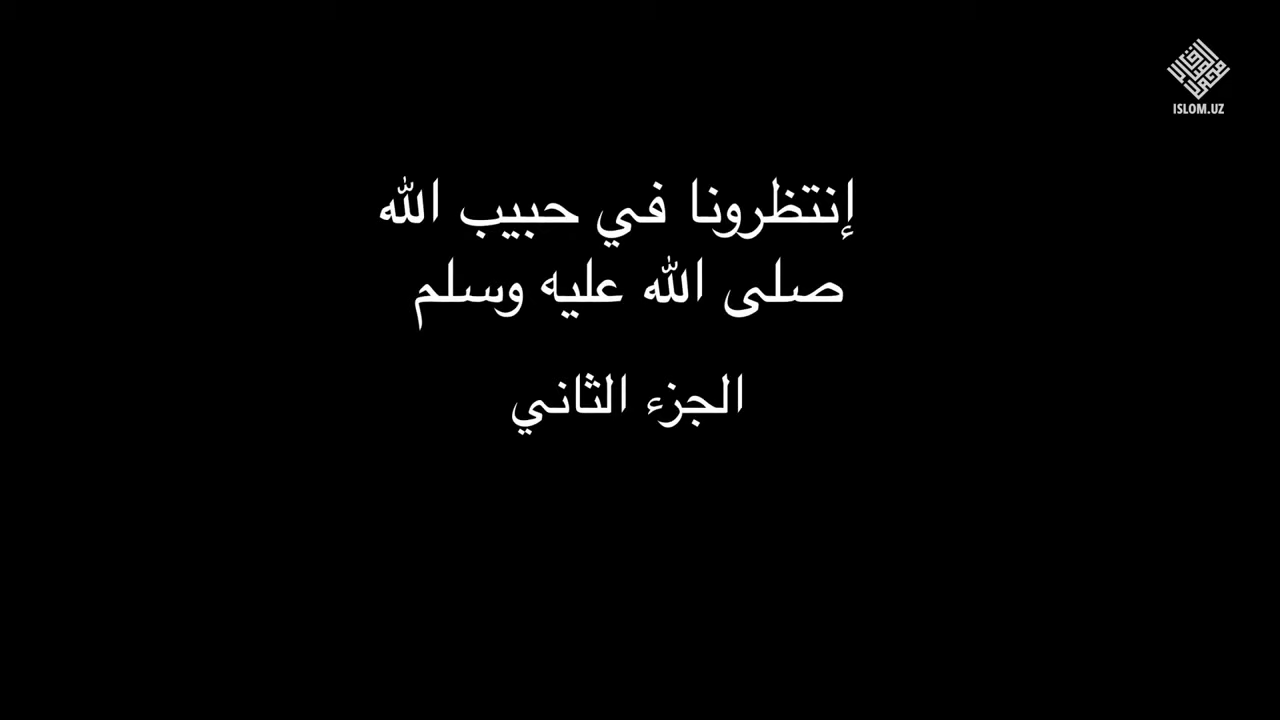 ISLOM.UZ
إنتظرونا في حبيب الله
صلى الله عليه وسلم
الجزء الثاني